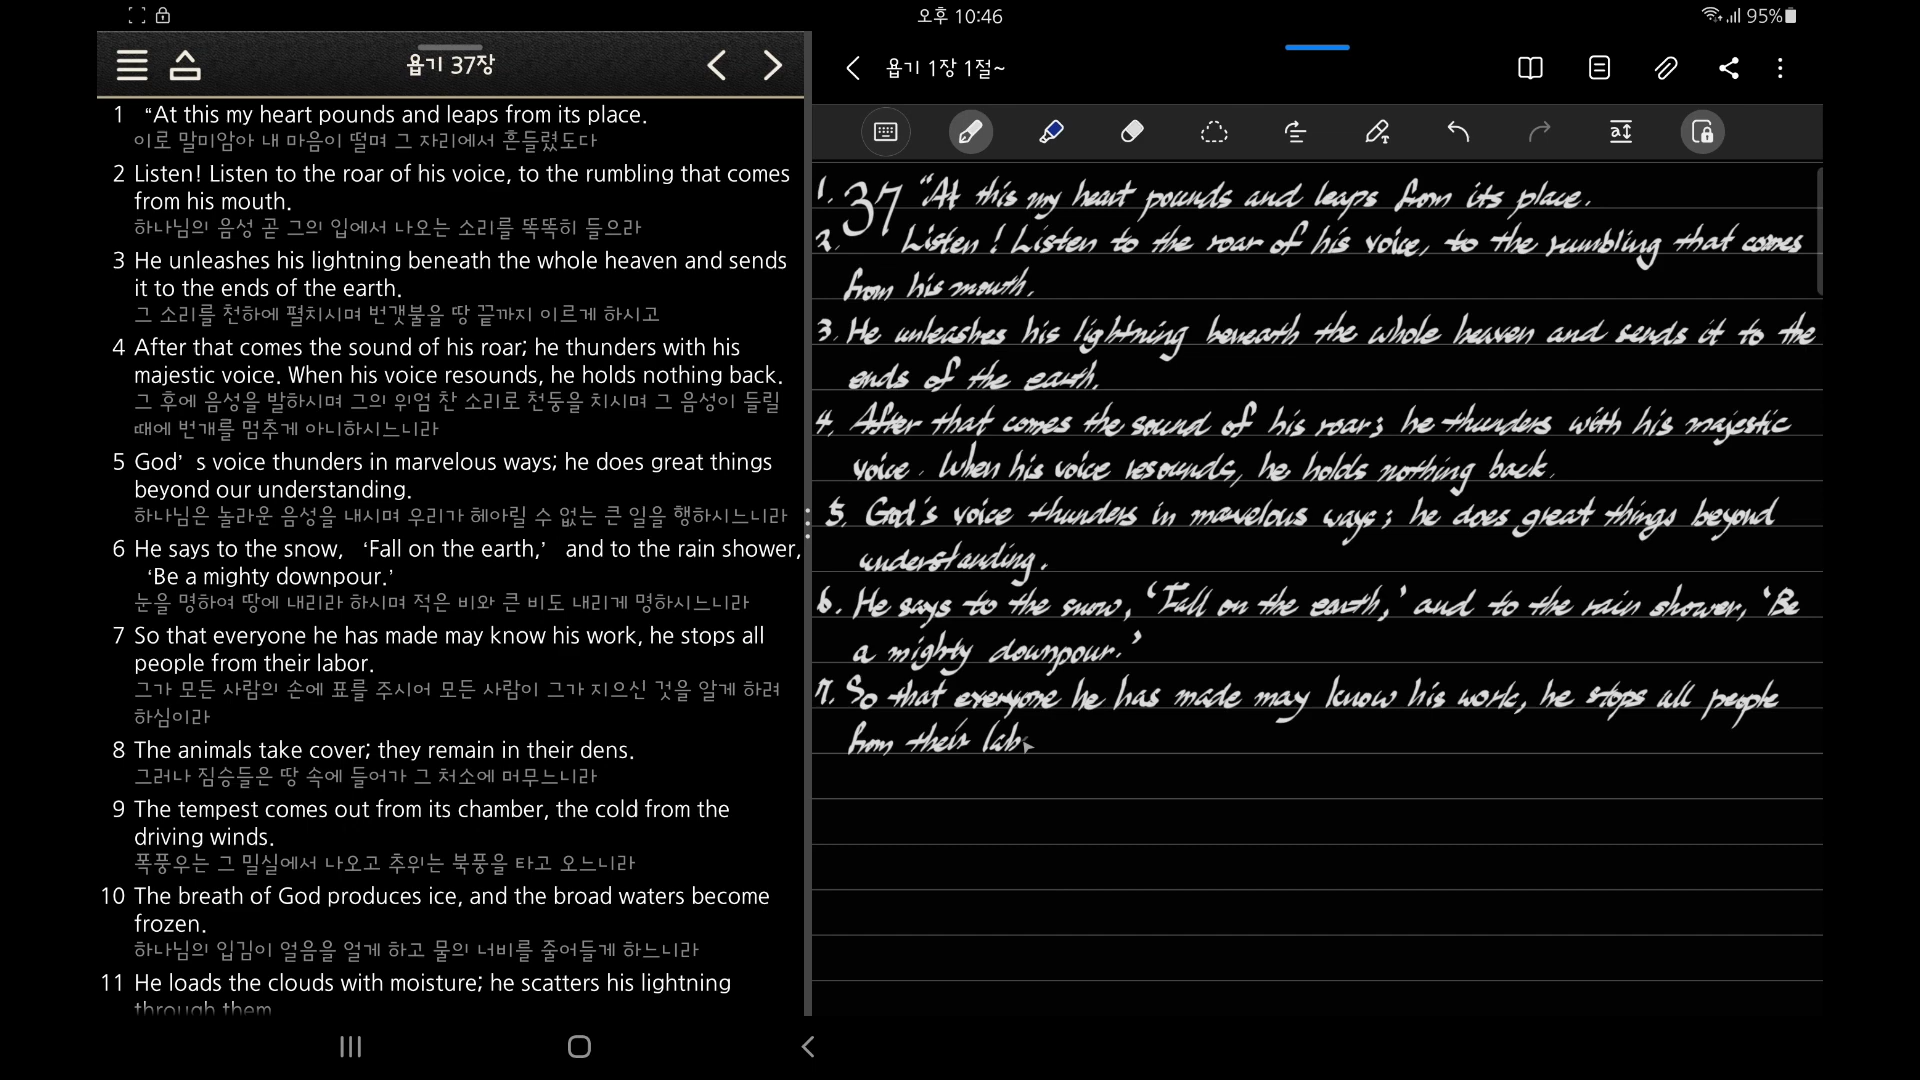 오후 10:46
95%
욥기 37장
1 “At this my heart pounds and leaps from its place.
이로 말미암아 내 마음이 떨며 그 자리에서 흔들렸도다
2 Listen! Listen to the roar of his voice, to the rumbling that comes
from his mouth.
하나님의 음성 곧 그의 입에서 나오는 소리를 똑똑히 들으라
3 He unleashes his lightning beneath the whole heaven and sends
it to the ends of the earth.
그 소리를 천하에 펼치시며 번갯불을 땅 끝까지 이르게 하시고
4 After that comes the sound of his roar; he thunders with his
majestic voice. When his voice resounds, he holds nothing back.
그 후에 음성을 발하시며 그의 위엄 찬 소리로 천둥을 치시며 그 음성이 들릴
때에 번개를 멈추게 아니하시느니라
5 God’s voice thunders in marvelous ways; he does great things
beyond our understanding.
하나님은 놀라운 음성을 내시며 우리가 헤아릴 수 없는 큰 일을 행하시느니라
6 He says to the snow, ‘Fall on the earth,’ and to the rain shower,
‘Be a mighty downpour.’
눈을 명하여 땅에 내리라 하시며 적은 비와 큰 비도 내리게 명하시느니라
7 So that everyone he has made may know his work, he stops all
people from their labor.
그가 모든 사람의 손에 표를 주시어 모든 사람이 그가 지으신 것을 알게 하려
하심이라
8 The animals take cover; they remain in their dens.
그러나 짐승들은 땅 속에 들어가 그 처소에 머무느니라
9 The tempest comes out from its chamber, the cold from the
driving winds.
폭풍우는 그 밀실에서 나오고 추위는 북풍을 타고 오느니라
10 The breath of God produces ice, and the broad waters become
frozen.
하나님의 입김이 얼음을 얼게 하고 물의 너비를 줄어들게 하느니라
11 He loads the clouds with moisture; he scatters his lightning
through them
욥기 1장 1절~
1. 37 “At this my heart pounds and leaps from its place.
2. Listen! Listen to the roar of his voice, to the rumbling that comes
from his mouth.
3. He unleashes his lightning beneath the whole heaven and sends it to the
ends of the earth.
4. After that comes the sound of his roar; he thunders with his majestic
voice. When his voice resounds, he holds nothing back.
5. God's voice thunders in marvelous ways; he does great things beyond
understanding.
6. He says to the snow, ‘Fall on the earth,’ and to the rain shower, ‘Be
a mighty downpour.’
7. So that everyone he has made may know his work, he stops all people
from their lab